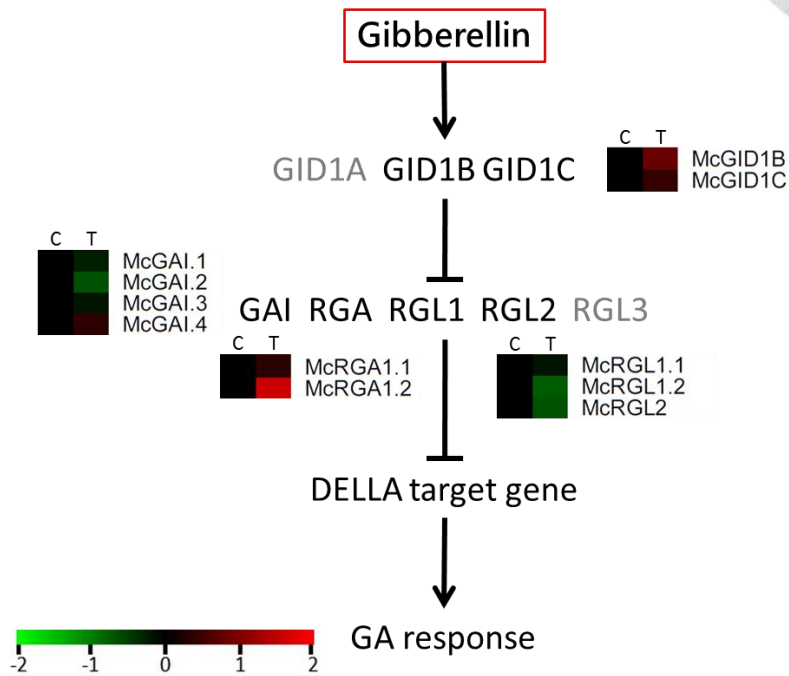 Gibberellin
C T
GID1A GID1B GID1C
McGID1B
McGID1C
C T
McGAI.1
McGAI.2
McGAI.3
McGAI.4
GAI RGA RGL1 RGL2 RGL3
C T
McRGA1.1
McRGA1.2
C T
McRGL1.1
McRGL1.2
McRGL2
DELLA target gene
GA response
-2 -1 0 1 2